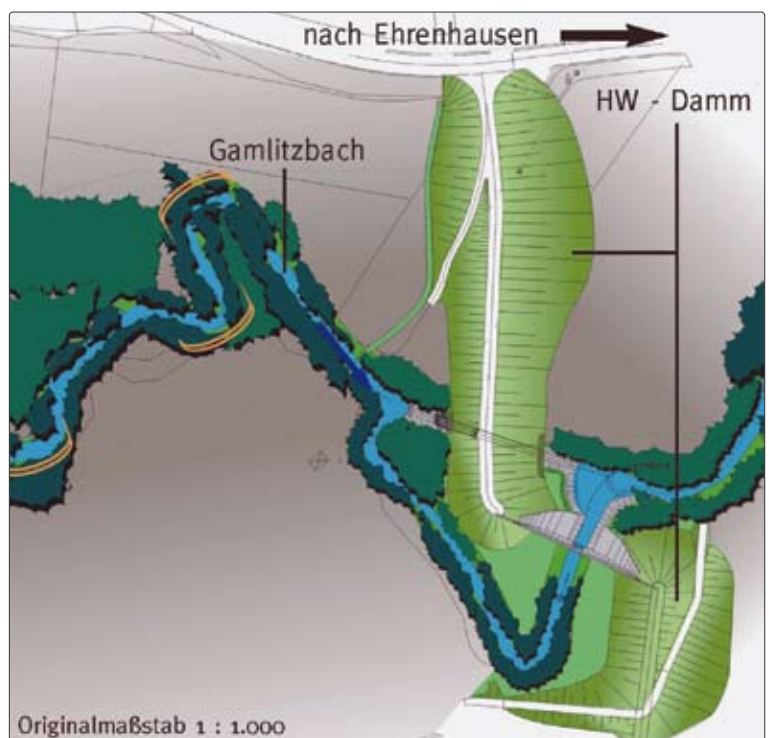 nach Ehrenhausen
HW - Damm
Gamlitzbach
Originalmaßstab 1 : 1.000